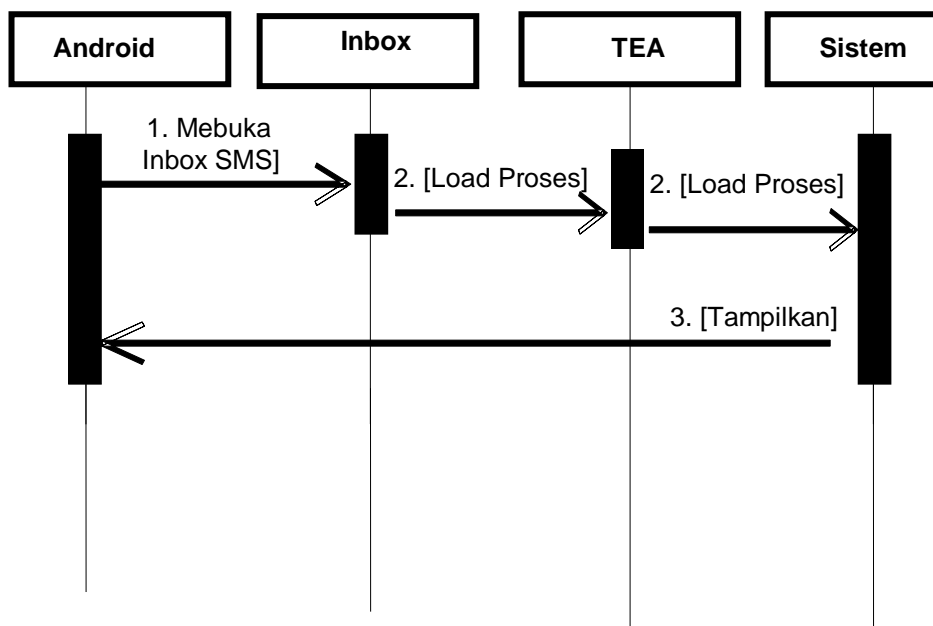 Android
Inbox
TEA
Sistem
1. Mebuka
Inbox SMS]
2. [Load Proses]
2. [Load Proses]
3. [Tampilkan]